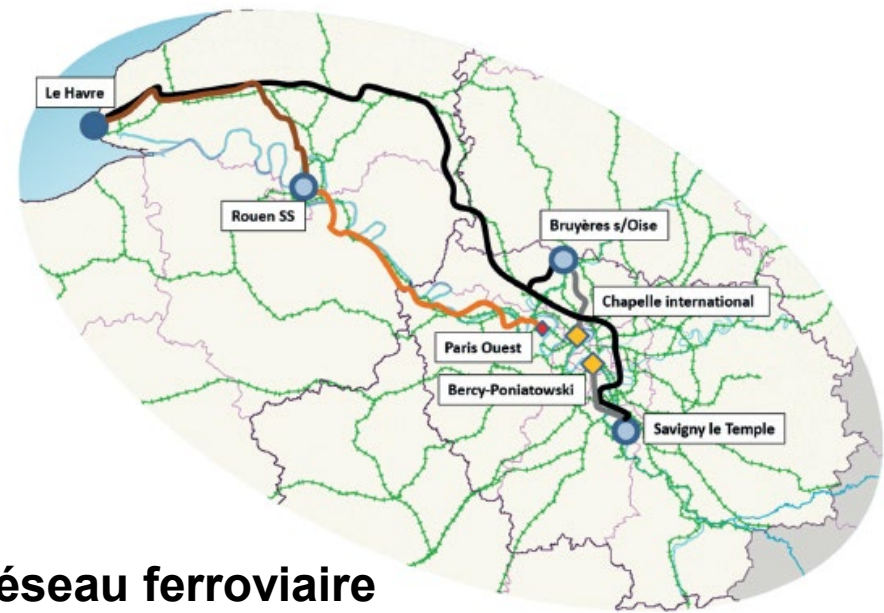 Le Havre
Rouen SS
Bruyères s/Oise
Chapelle international
Paris Ouest
Bercy-Poniatowski
Savigny le Temple
éseau ferroviaire